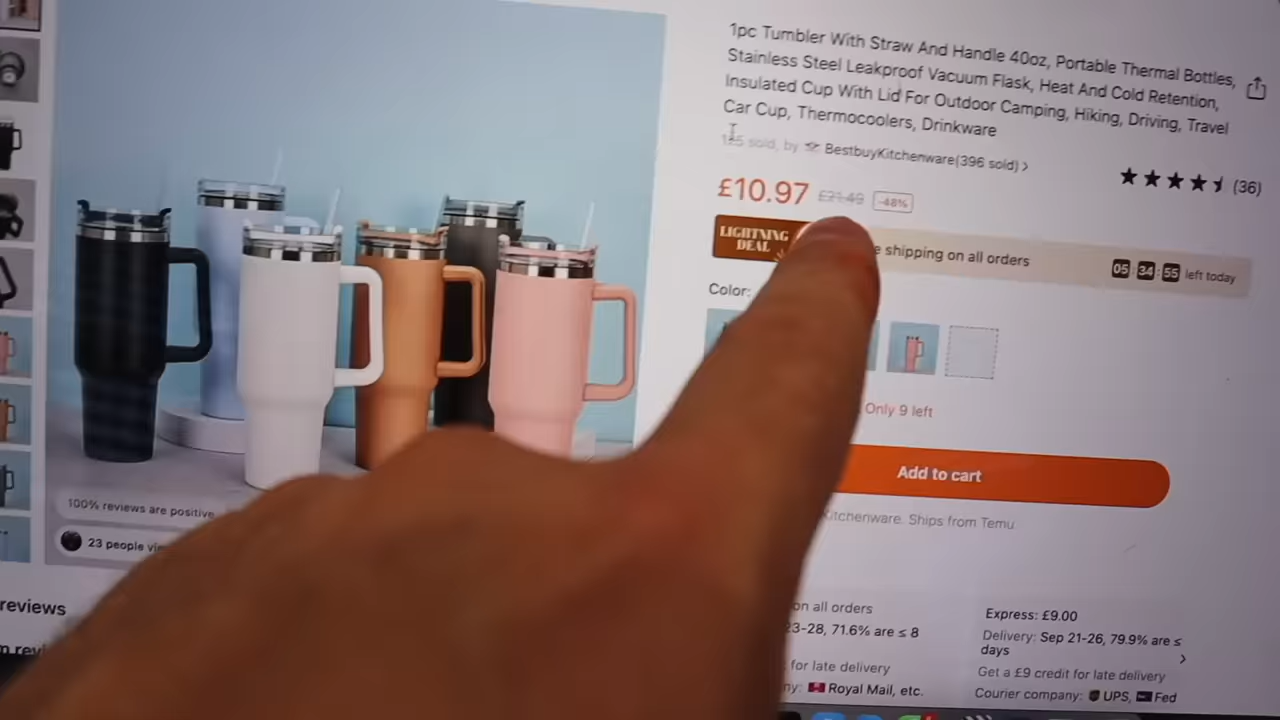 1pc Tumbler With Straw And Handle 40oz, Portable Thermal Bottles,
Stainless Steel Leakproof Vacuum Flask, Heat And Cold Retention,
Insulated Cup With Lid For Outdoor Camping, Hiking, Driving, Travel
Car Cup, Thermocoolers, Drinkware
sold, by BestbuyKitchenware(396 sold) >
(36)
£10.97 £21.49 -48%
LIGHTNING
DEAL
shipping on all orders
05 : 34 : 55 left today
Color:
Only 9 left
Add to cart
Ships from Temu
100% reviews are positive
23 people
reviews
on all orders
23-28, 71.6% are ≤ 8
for late delivery
Royal Mail, etc.
Express: £9.00
Delivery: Sep 21-26, 79.9% are ≤
days
Get a £9 credit for late delivery
Courier company: UPS, Fed